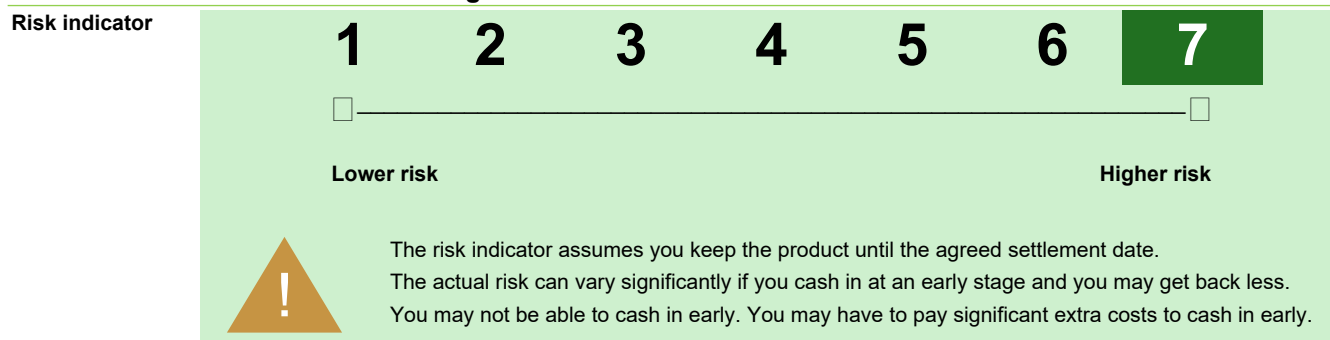 Risk indicator
1 2 3 4 5 6 7
Lower risk Higher risk
!
The risk indicator assumes you keep the product until the agreed settlement date.
The actual risk can vary significantly if you cash in at an early stage and you may get back less.
You may not be able to cash in early. You may have to pay significant extra costs to cash in early.